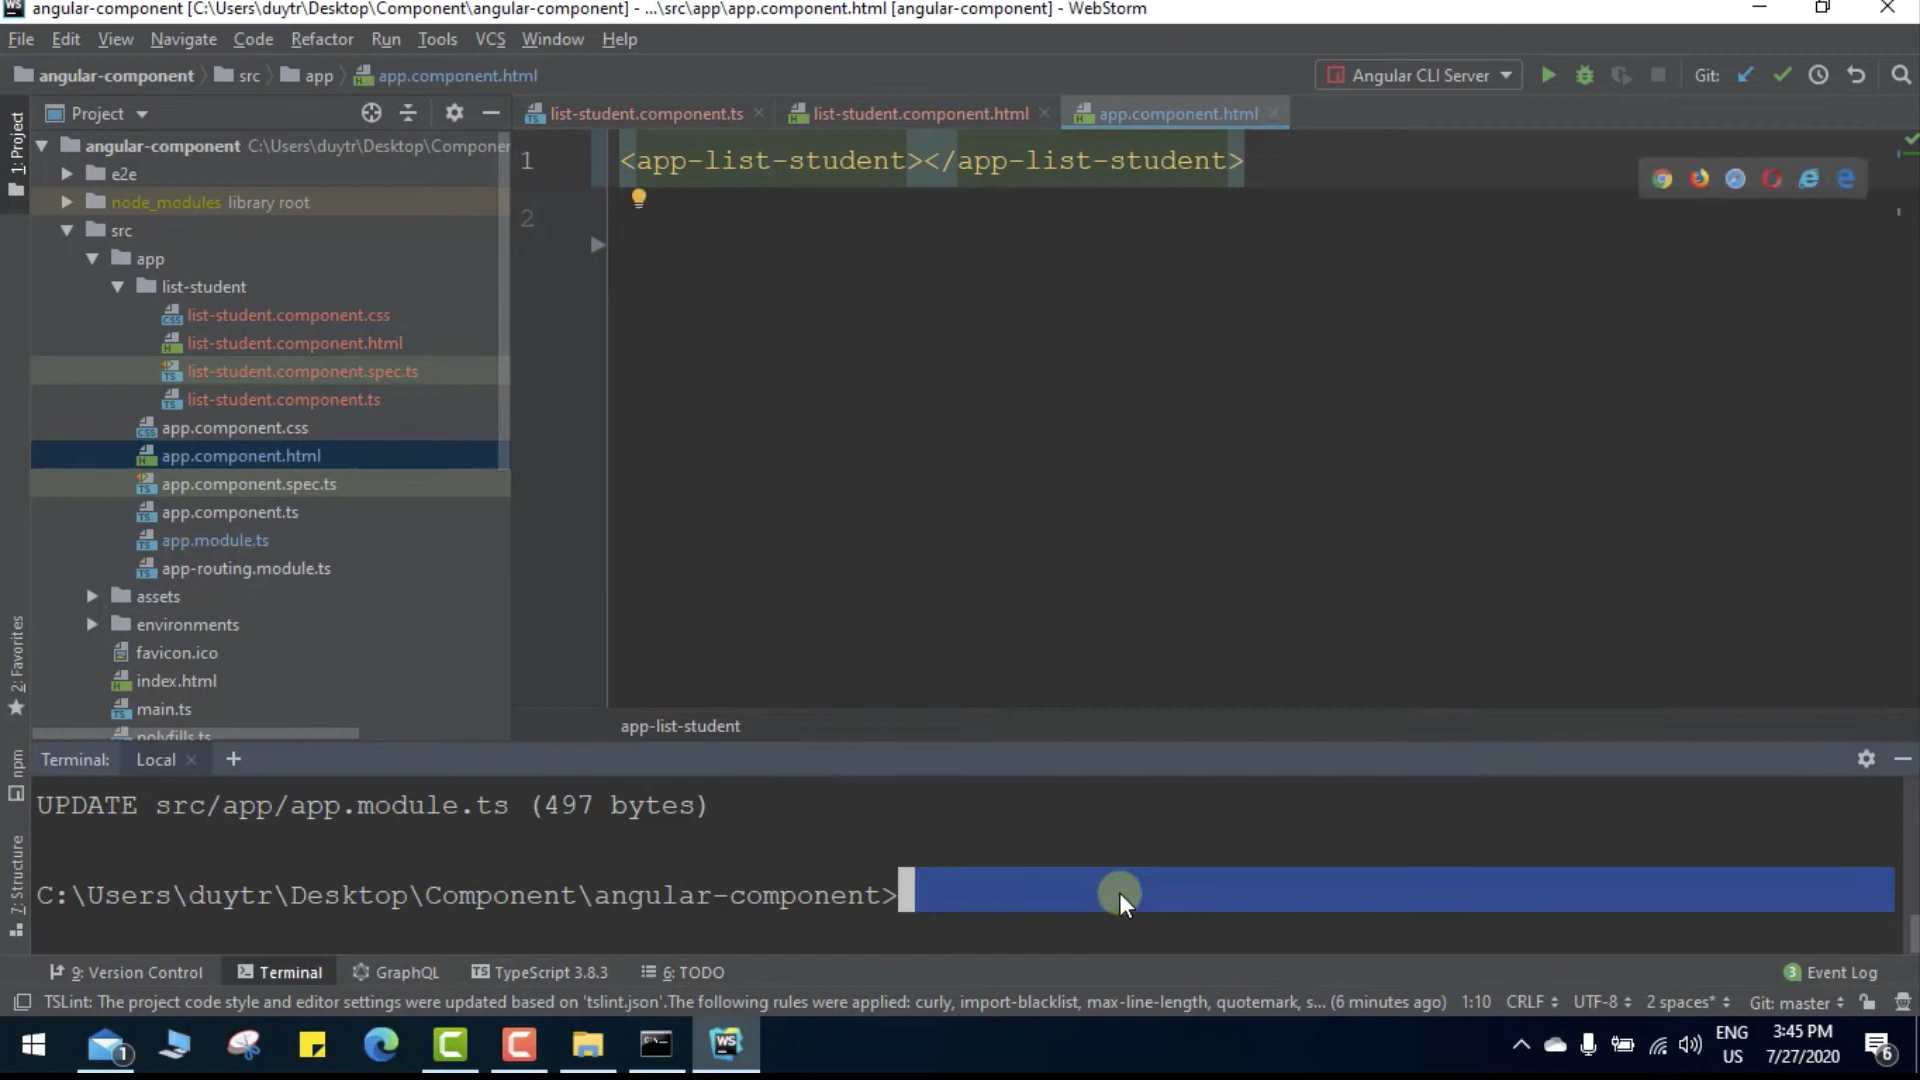 angular-component [C:\Users\duytr\Desktop\Component\angular-component] - ...\src\app\app.component.html [angular-component] - WebStorm
File Edit View Navigate Code Refactor Run Tools VCS Window Help
angular-component src app app.component.html Angular CLI Server Git:
Project list-student.component.ts list-student.component.html app.component.html
1: Project
angular-component C:\Users\duytr\Desktop\Componer
1 <app-list-student></app-list-student>
e2e
node_modules library root
2
src
app
list-student
list-student.component.css
list-student.component.html
list-student.component.spec.ts
list-student.component.ts
app.component.css
app.component.html
app.component.spec.ts
app.component.ts
app.module.ts
app-routing.module.ts
assets
environments
2: Favorites
favicon.ico
index.html
main.ts
polyfills.ts
app-list-student
Terminal: Local
npm
UPDATE src/app/app.module.ts (497 bytes)
7: Structure
C:\Users\duytr\Desktop\Component\angular-component>
9: Version Control Terminal GraphQL TypeScript 3.8.3 6: TODO 3 Event Log
TSLint: The project code style and editor settings were updated based on 'tslint.json'.The following rules were applied: curly, import-blacklist, max-line-length, quotemark, s... (6 minutes ago) 1:10 CRLF UTF-8 2 spaces* Git: master
1 WS ENG 3:45 PM
US 7/27/2020 6